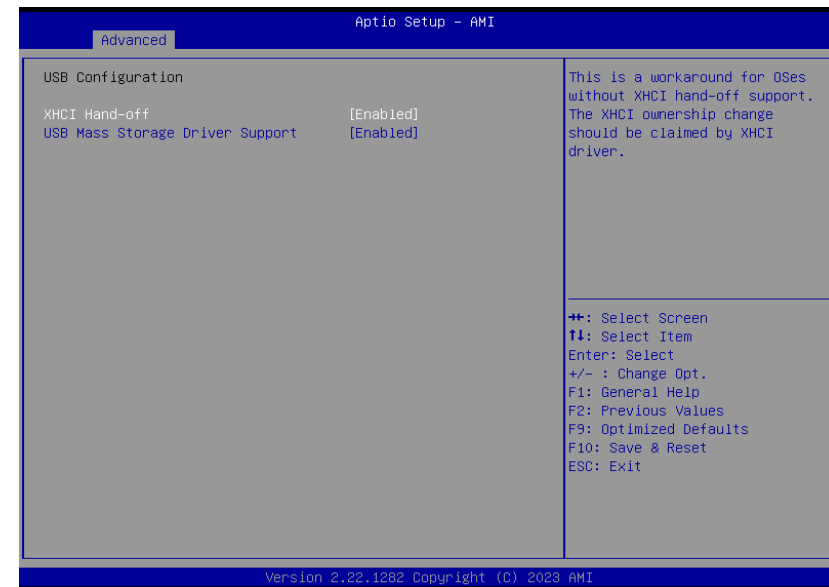 Aptio Setup – AMI
Advanced
USB Configuration
XHCI Hand-off [Enabled]
USB Mass Storage Driver Support [Enabled]
This is a workaround for OSes
without XHCI hand-off support.
The XHCI ownership change
should be claimed by XHCI
driver.
→←: Select Screen
↑↓: Select Item
Enter: Select
+/- : Change Opt.
F1: General Help
F2: Previous Values
F9: Optimized Defaults
F10: Save & Reset
ESC: Exit
Version 2.22.1282 Copyright (C) 2023 AMI